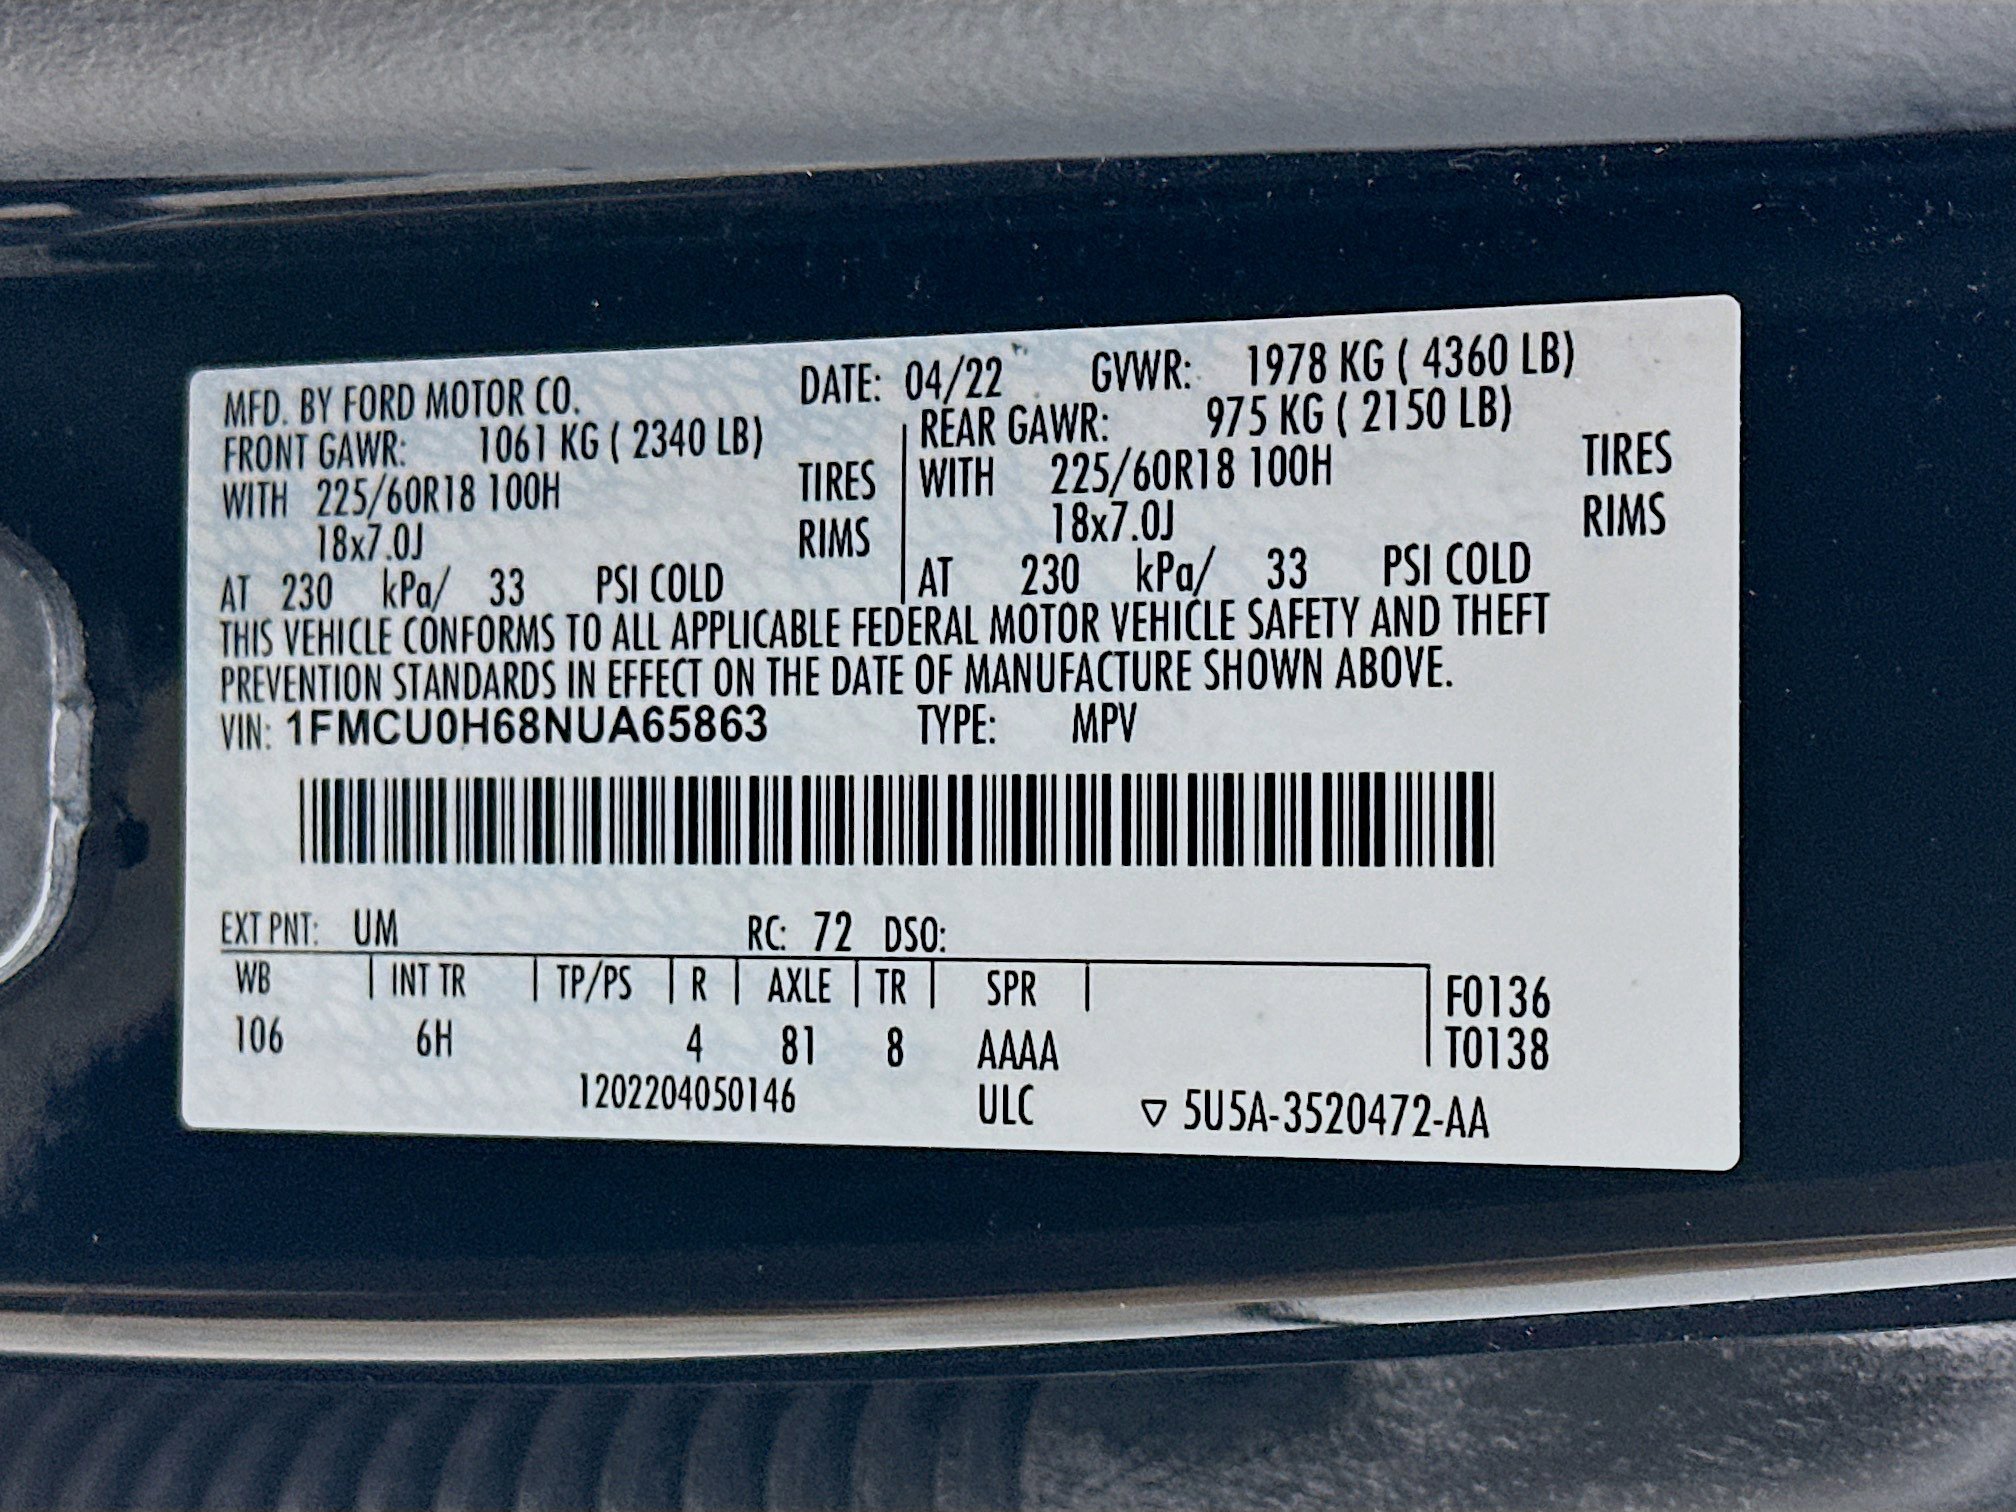 MFD. BY FORD MOTOR CO. DATE: 04/22 GVWR: 1978 KG ( 4360 LB)
FRONT GAWR: 1061 KG ( 2340 LB) REAR GAWR: 975 KG ( 2150 LB)
WITH 225/60R18 100H TIRES WITH 225/60R18 100H TIRES
18x7.0J RIMS 18x7.0J RIMS
AT 230 kPa/ 33 PSI COLD AT 230 kPa/ 33 PSI COLD
THIS VEHICLE CONFORMS TO ALL APPLICABLE FEDERAL MOTOR VEHICLE SAFETY AND THEFT
PREVENTION STANDARDS IN EFFECT ON THE DATE OF MANUFACTURE SHOWN ABOVE.
VIN: 1FMCU0H68NUA65863 TYPE: MPV
EXT PNT: UM RC: 72 DSO:
WB INT TR TP/PS R AXLE TR SPR F0136
106 6H 4 81 8 AAAA T0138
1202204050146 ULC ▽ 5U5A-3520472-AA